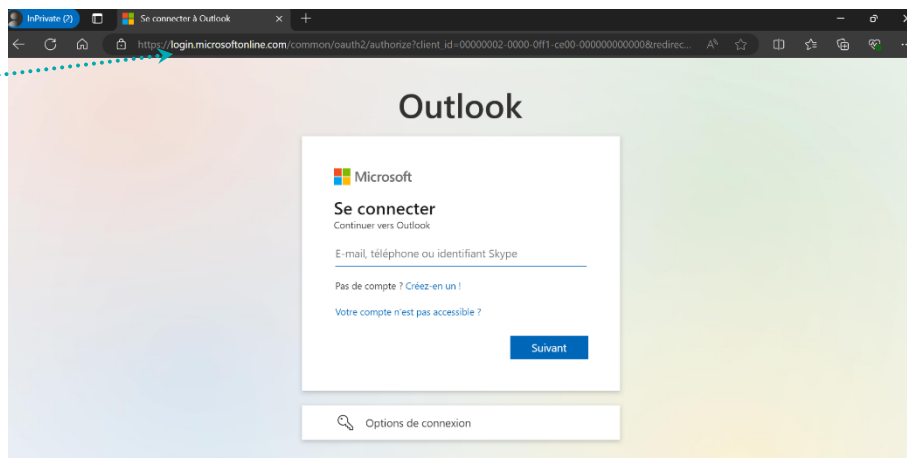 InPrivate (2)
Se connecter à Outlook
https://login.microsoftonline.com/common/oauth2/authorize?client_id=00000002-0000-0ff1-ce00-000000000000&redirec...
Outlook
Microsoft
Se connecter
Continuer vers Outlook
E-mail, téléphone ou identifiant Skype
Pas de compte ? Créez-en un !
Votre compte n'est pas accessible ?
Suivant
Options de connexion